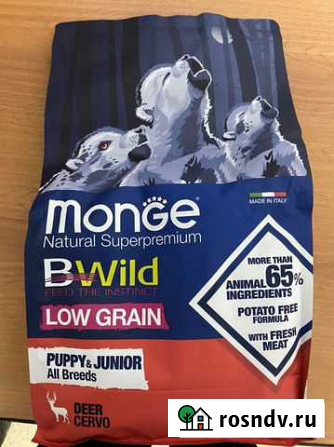 MADE IN ITALY
monge
Natural Superpremium
BWild
FEED THE INSTINCT
LOW GRAIN
MORE THAN
65%
ANIMAL
INGREDIENTS
POTATO FREE
FORMULA
WITH FRESH
MEAT
PUPPY & JUNIOR
All Breeds
DEER
CERVO
rosndv.ru